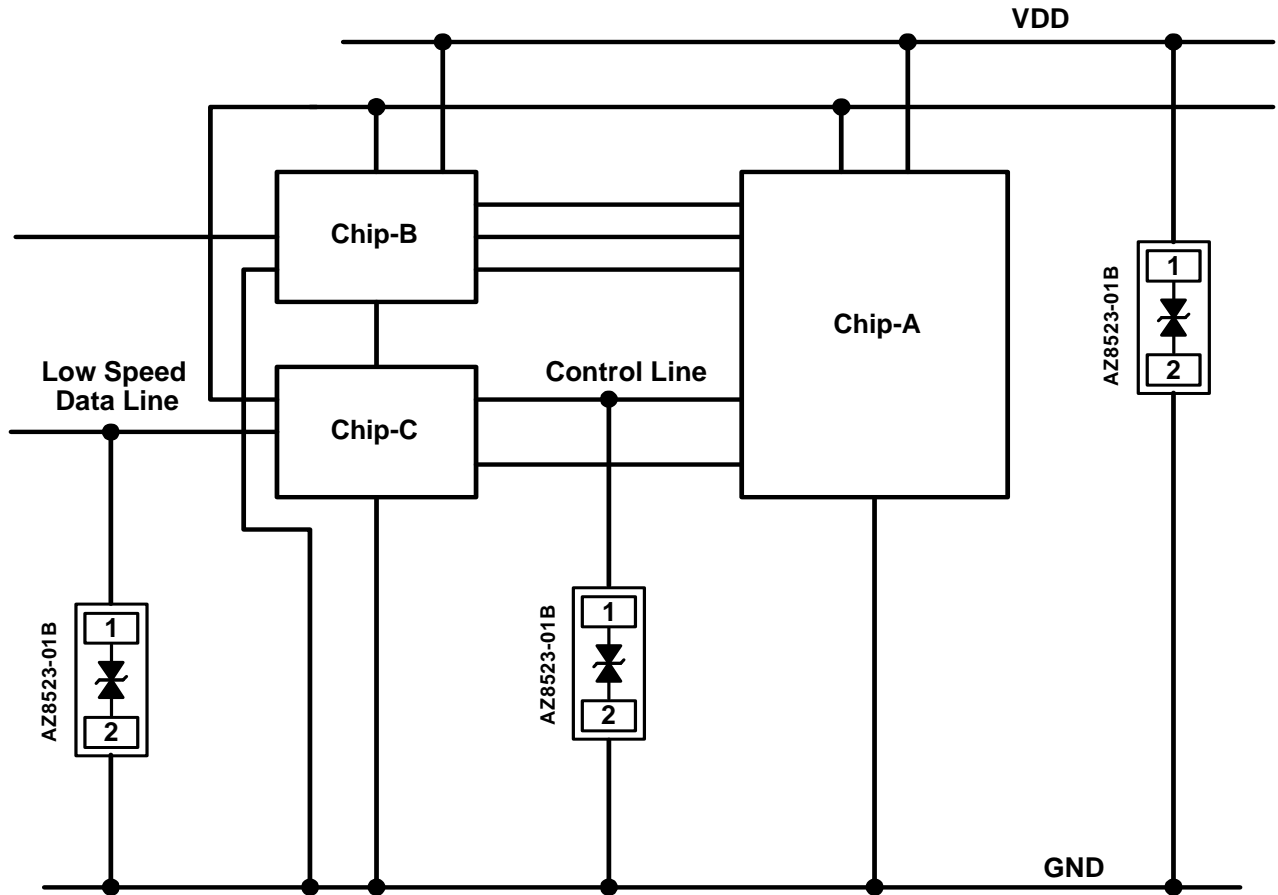 VDD
Chip-B
Chip-A
AZ8523-01B
1
2
Low Speed
Data Line
Control Line
Chip-C
AZ8523-01B
1
2
AZ8523-01B
1
2
GND